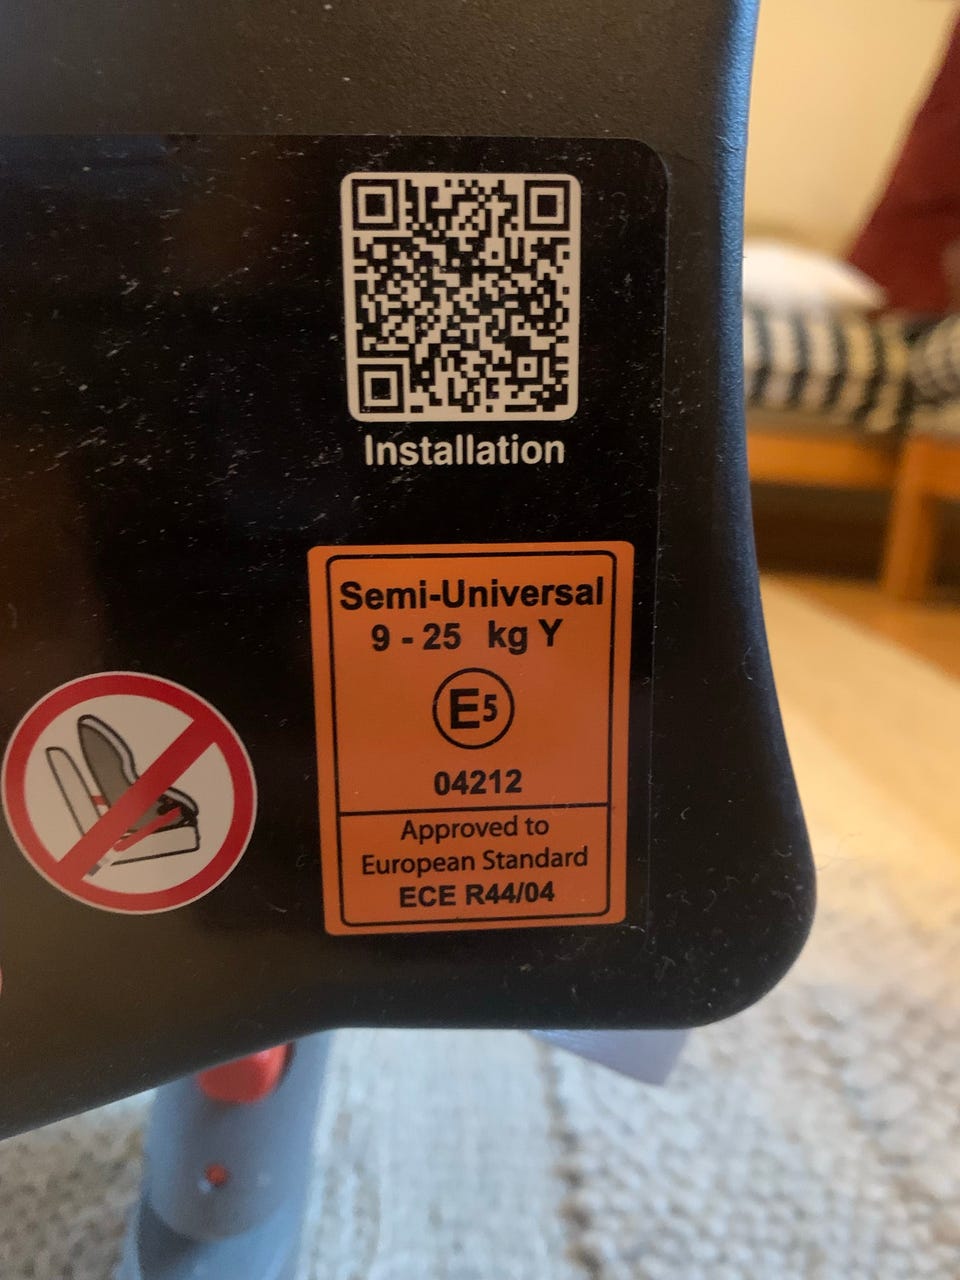 Installation
Semi-Universal
9 - 25 kg Y
E5
04212
Approved to
European Standard
ECE R44/04